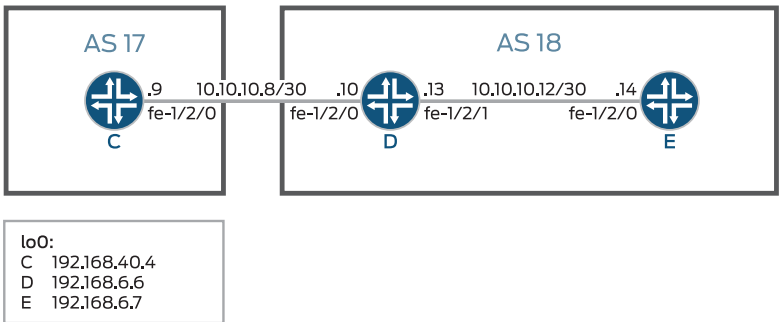 AS 17
AS 18
.9 10.10.10.8/30 .10 .13 10.10.10.12/30 .14
fe-1/2/0 fe-1/2/0 fe-1/2/1 fe-1/2/0
C D E
lo0:
C 192.168.40.4
D 192.168.6.6
E 192.168.6.7